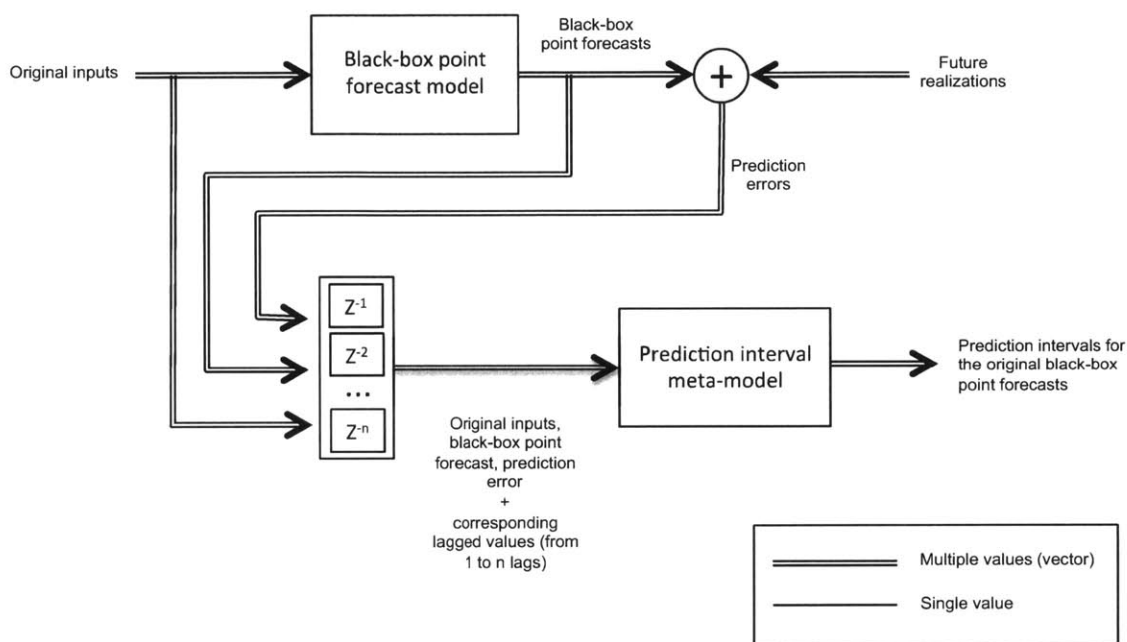 Original inputs
Black-box point
forecast model
Black-box
point forecasts
+
Future
realizations
Prediction
errors
Z-1
Z-2
...
Z-n
Prediction interval
meta-model
Prediction intervals for
the original black-box
point forecasts
Original inputs,
black-box point
forecast, prediction
error
+
corresponding
lagged values (from
1 to n lags)
Multiple values (vector)
Single value